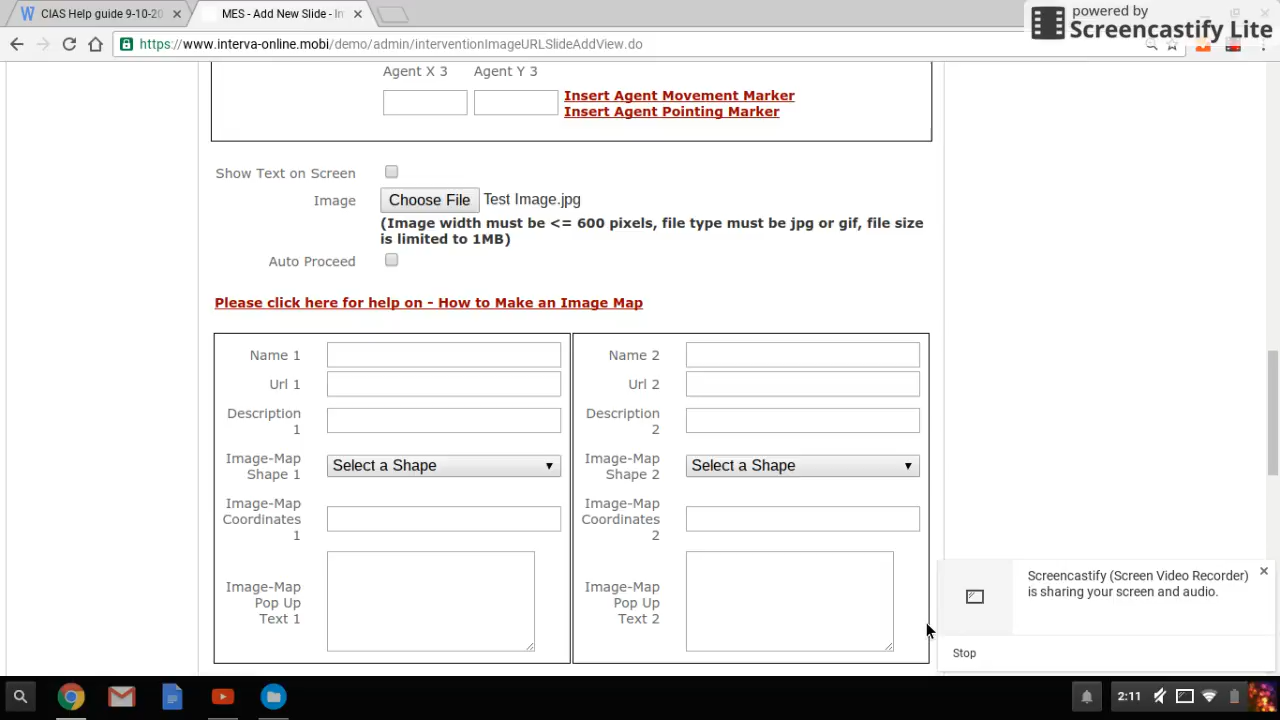 CIAS Help guide 9-10-20
MES - Add New Slide - In
powered by
Screencastify Lite
https://www.interva-online.mobi/demo/admin/interventionImageURLSlideAddView.do
Agent X 3 Agent Y 3
Insert Agent Movement Marker
Insert Agent Pointing Marker
Show Text on Screen
Image Choose File Test Image.jpg
(Image width must be <= 600 pixels, file type must be jpg or gif, file size
is limited to 1MB)
Auto Proceed
Please click here for help on - How to Make an Image Map
Name 1
Url 1
Description
1
Image-Map
Shape 1
Select a Shape
Image-Map
Coordinates
1
Image-Map
Pop Up
Text 1
Name 2
Url 2
Description
2
Image-Map
Shape 2
Select a Shape
Image-Map
Coordinates
2
Image-Map
Pop Up
Text 2
Screencastify (Screen Video Recorder)
is sharing your screen and audio.
Stop
2:11